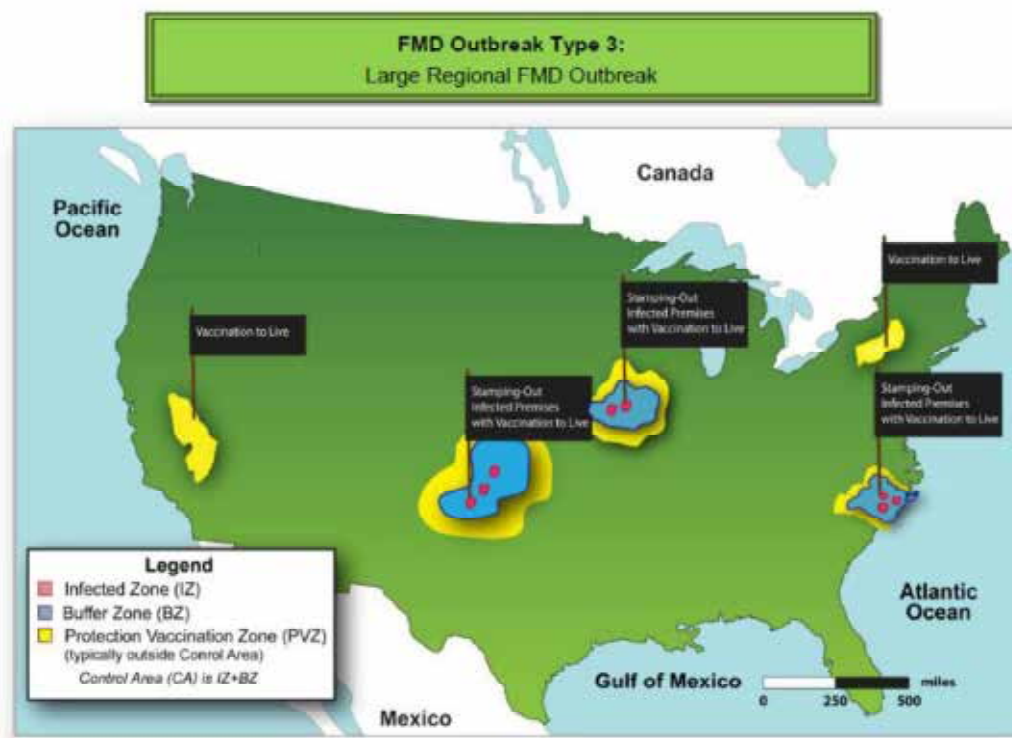 FMD Outbreak Type 3:
Large Regional FMD Outbreak
Canada
Pacific
Ocean
Vaccination to Live
Stamping-Out
Infected Premises
with Vaccination to Live
Vaccination to Live
Stamping-Out
Infected Premises
with Vaccination to Live
Stamping-Out
Infected Premises
with Vaccination to Live
Legend
Infected Zone (IZ)
Buffer Zone (BZ)
Protection Vaccination Zone (PVZ)
(typically outside Conrol Area)
Control Area (CA) is IZ+BZ
Atlantic
Ocean
Gulf of Mexico
miles
0 250 500
Mexico